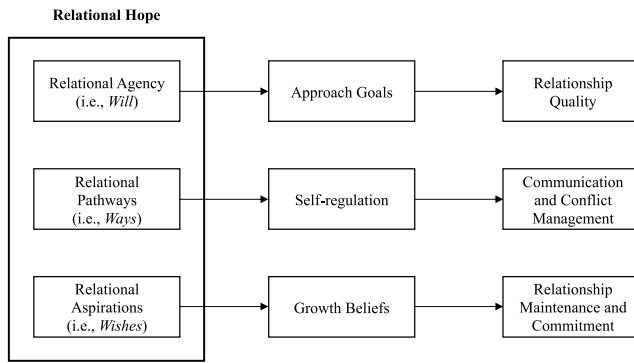 Relational Hope
Relational Agency
(i.e., Will)
Approach Goals
Relationship
Quality
Relational
Pathways
(i.e., Ways)
Self-regulation
Communication
and Conflict
Management
Relational
Aspirations
(i.e., Wishes)
Growth Beliefs
Relationship
Maintenance and
Commitment